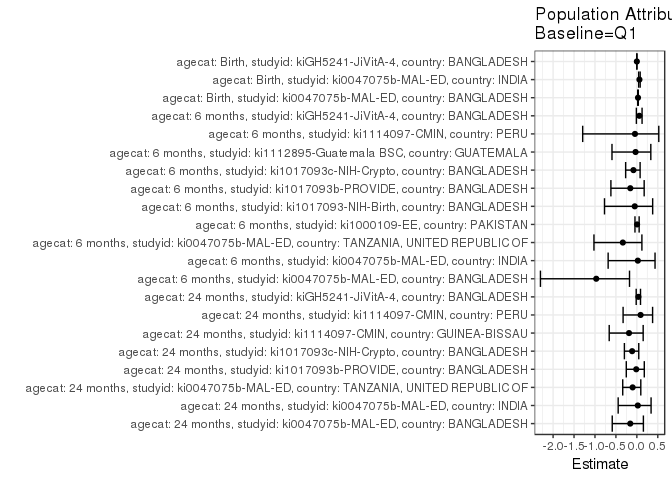 Population Attribu
Baseline=Q1
agecat: Birth, studyid: kiGH5241-JiVitA-4, country: BANGLADESH
agecat: Birth, studyid: ki0047075b-MAL-ED, country: INDIA
agecat: Birth, studyid: ki0047075b-MAL-ED, country: BANGLADESH
agecat: 6 months, studyid: kiGH5241-JiVitA-4, country: BANGLADESH
agecat: 6 months, studyid: ki1114097-CMIN, country: PERU
agecat: 6 months, studyid: ki1112895-Guatemala BSC, country: GUATEMALA
agecat: 6 months, studyid: ki1017093c-NIH-Crypto, country: BANGLADESH
agecat: 6 months, studyid: ki1017093b-PROVIDE, country: BANGLADESH
agecat: 6 months, studyid: ki1017093-NIH-Birth, country: BANGLADESH
agecat: 6 months, studyid: ki1000109-EE, country: PAKISTAN
agecat: 6 months, studyid: ki0047075b-MAL-ED, country: TANZANIA, UNITED REPUBLIC OF
agecat: 6 months, studyid: ki0047075b-MAL-ED, country: INDIA
agecat: 6 months, studyid: ki0047075b-MAL-ED, country: BANGLADESH
agecat: 24 months, studyid: kiGH5241-JiVitA-4, country: BANGLADESH
agecat: 24 months, studyid: ki1114097-CMIN, country: PERU
agecat: 24 months, studyid: ki1114097-CMIN, country: GUINEA-BISSAU
agecat: 24 months, studyid: ki1017093c-NIH-Crypto, country: BANGLADESH
agecat: 24 months, studyid: ki1017093b-PROVIDE, country: BANGLADESH
agecat: 24 months, studyid: ki0047075b-MAL-ED, country: TANZANIA, UNITED REPUBLIC OF
agecat: 24 months, studyid: ki0047075b-MAL-ED, country: INDIA
agecat: 24 months, studyid: ki0047075b-MAL-ED, country: BANGLADESH
-2.0 -1.5 -1.0 -0.5 0.0 0.5
Estimate